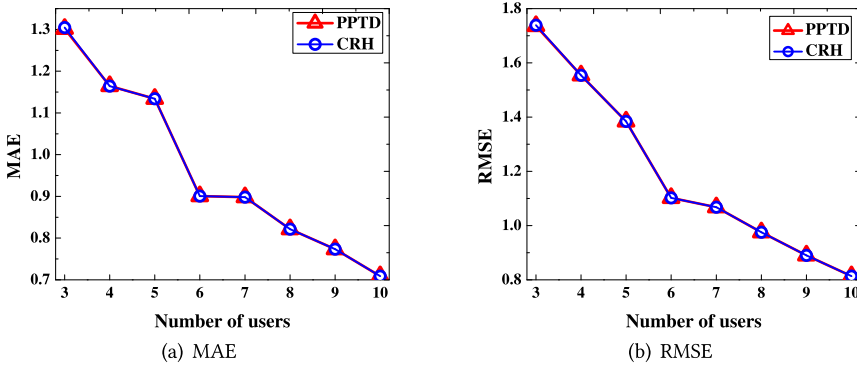 1.3
1.2
1.1
1.0
0.9
0.8
0.7
MAE
PPTD
CRH
3 4 5 6 7 8 9 10
Number of users
(a) MAE
1.8
1.6
1.4
1.2
1.0
0.8
RMSE
PPTD
CRH
3 4 5 6 7 8 9 10
Number of users
(b) RMSE